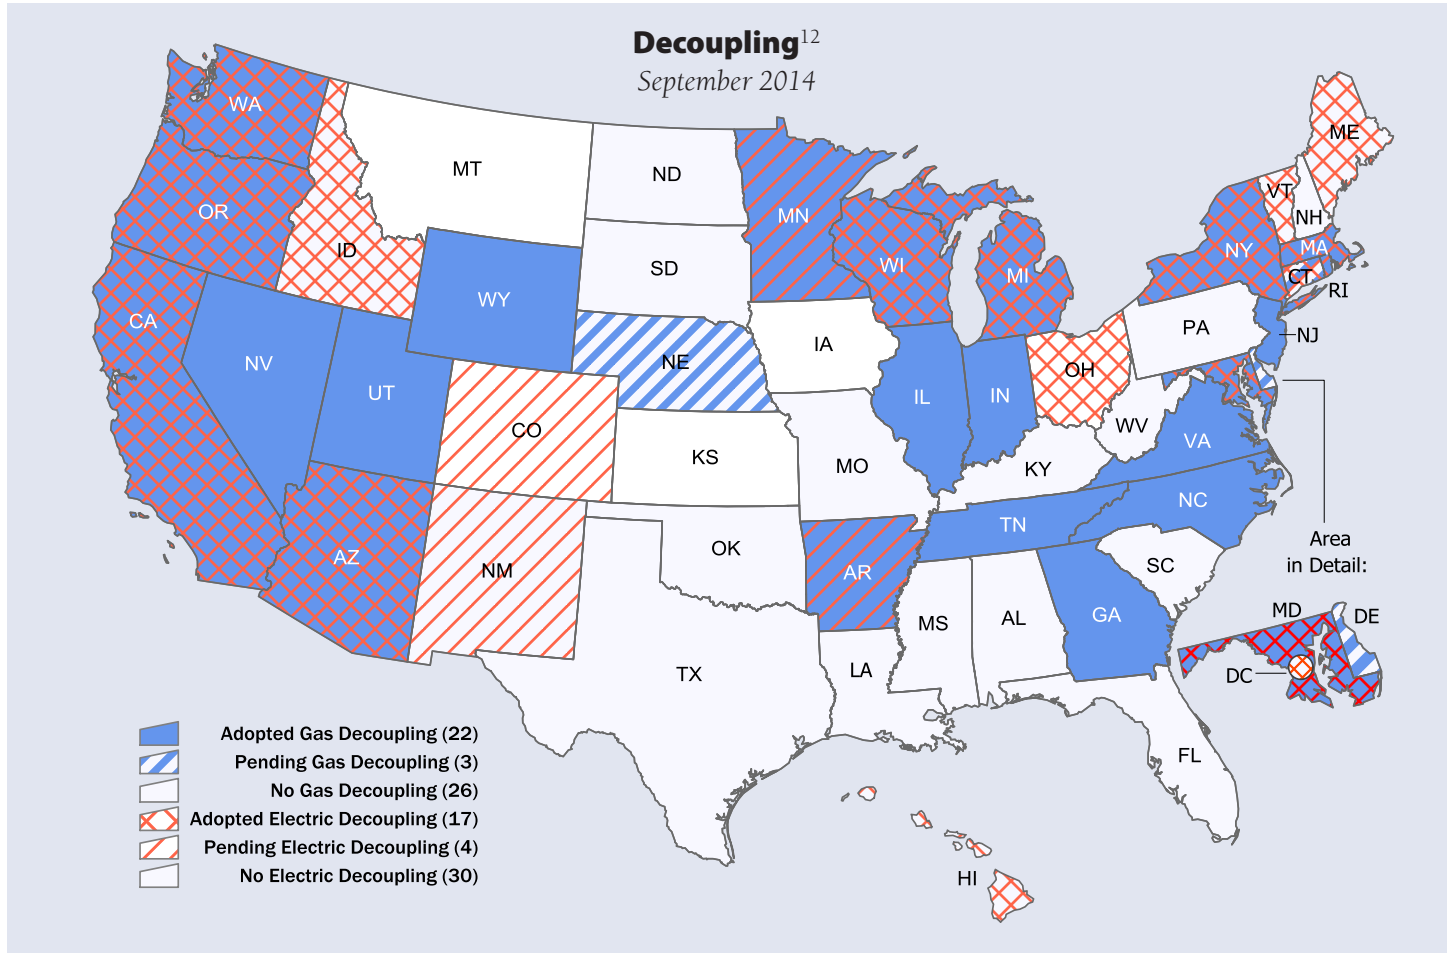 Decoupling12
September 2014
WA
MT
ND
MN
ME
VT
NH
OR
ID
SD
WI
MI
NY
MA
CT
RI
WY
CA
NV
UT
NE
IA
PA
NJ
IL
IN
OH
CO
KS
MO
KY
WV
VA
NC
TN
AZ
NM
OK
AR
SC
Area
in Detail:
MS
AL
GA
MD
DE
DC
TX
LA
FL
HI
Adopted Gas Decoupling (22)
Pending Gas Decoupling (3)
No Gas Decoupling (26)
Adopted Electric Decoupling (17)
Pending Electric Decoupling (4)
No Electric Decoupling (30)